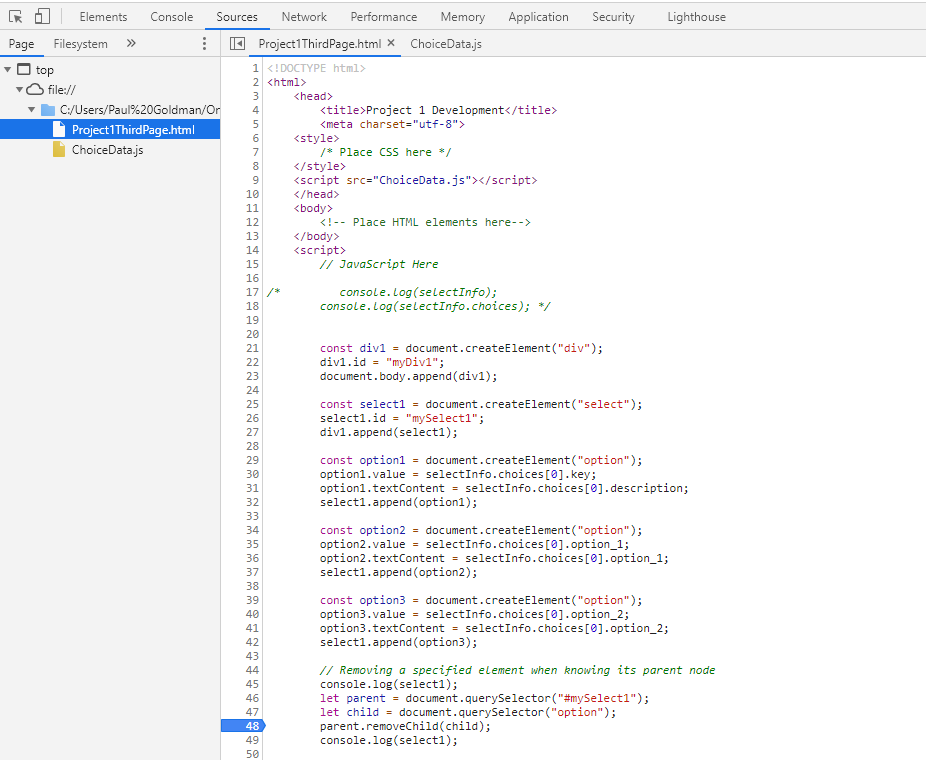 Elements Console Sources Network Performance Memory Application Security Lighthouse
Page Filesystem » Project1ThirdPage.html × ChoiceData.js
top
file://
C:/Users/Paul%20Goldman/Or
Project1ThirdPage.html
ChoiceData.js
1 <!DOCTYPE html>
2 <html>
3     <head>
4         <title>Project 1 Development</title>
5         <meta charset="utf-8">
6     <style>
7         /* Place CSS here */
8     </style>
9     <script src="ChoiceData.js"></script>
10     </head>
11     <body>
12         <!-- Place HTML elements here-->
13     </body>
14     <script>
15         // JavaScript Here
16
17 /*         console.log(selectInfo);
18         console.log(selectInfo.choices); */
19
20
21         const div1 = document.createElement("div");
22         div1.id = "myDiv1";
23         document.body.append(div1);
24
25         const select1 = document.createElement("select");
26         select1.id = "mySelect1";
27         div1.append(select1);
28
29         const option1 = document.createElement("option");
30         option1.value = selectInfo.choices[0].key;
31         option1.textContent = selectInfo.choices[0].description;
32         select1.append(option1);
33
34         const option2 = document.createElement("option");
35         option2.value = selectInfo.choices[0].option_1;
36         option2.textContent = selectInfo.choices[0].option_1;
37         select1.append(option2);
38
39         const option3 = document.createElement("option");
40         option3.value = selectInfo.choices[0].option_2;
41         option3.textContent = selectInfo.choices[0].option_2;
42         select1.append(option3);
43
44         // Removing a specified element when knowing its parent node
45         console.log(select1);
46         let parent = document.querySelector("#mySelect1");
47         let child = document.querySelector("option");
48         parent.removeChild(child);
49         console.log(select1);
50